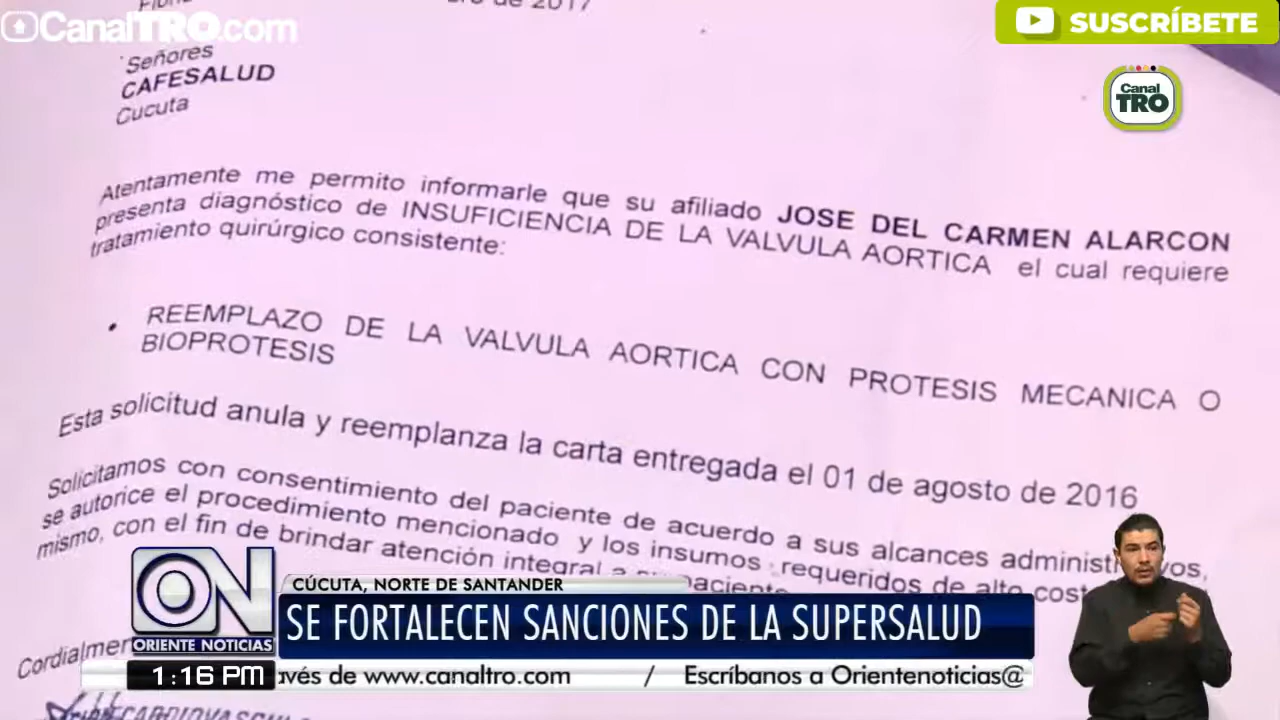 CanalTRO.com
de 2017
SUSCRÍBETE
Señores
CAFESALUD
Cucuta
Canal
TRO
Atentamente me permito informarle que su afiliado JOSE DEL CARMEN ALARCON
presenta diagnóstico de INSUFICIENCIA DE LA VALVULA AORTICA el cual requiere
tratamiento quirúrgico consistente:
• REEMPLAZO DE LA VALVULA AORTICA CON PROTESIS MECANICA O
BIOPROTESIS
Esta solicitud anula y reemplanza la carta entregada el 01 de agosto de 2016
Solicitamos con consentimiento del paciente de acuerdo a sus alcances administrativos,
se autorice el procedimiento mencionado y los insumos requeridos de alto
mismo, con el fin de brindar atención integral a
ON
ORIENTE NOTICIAS
CÚCUTA, NORTE DE SANTANDER
SE FORTALECEN SANCIONES DE LA SUPERSALUD
1:16 PM
avés de www.canaltro.com / Escríbanos a Orientenoticias@